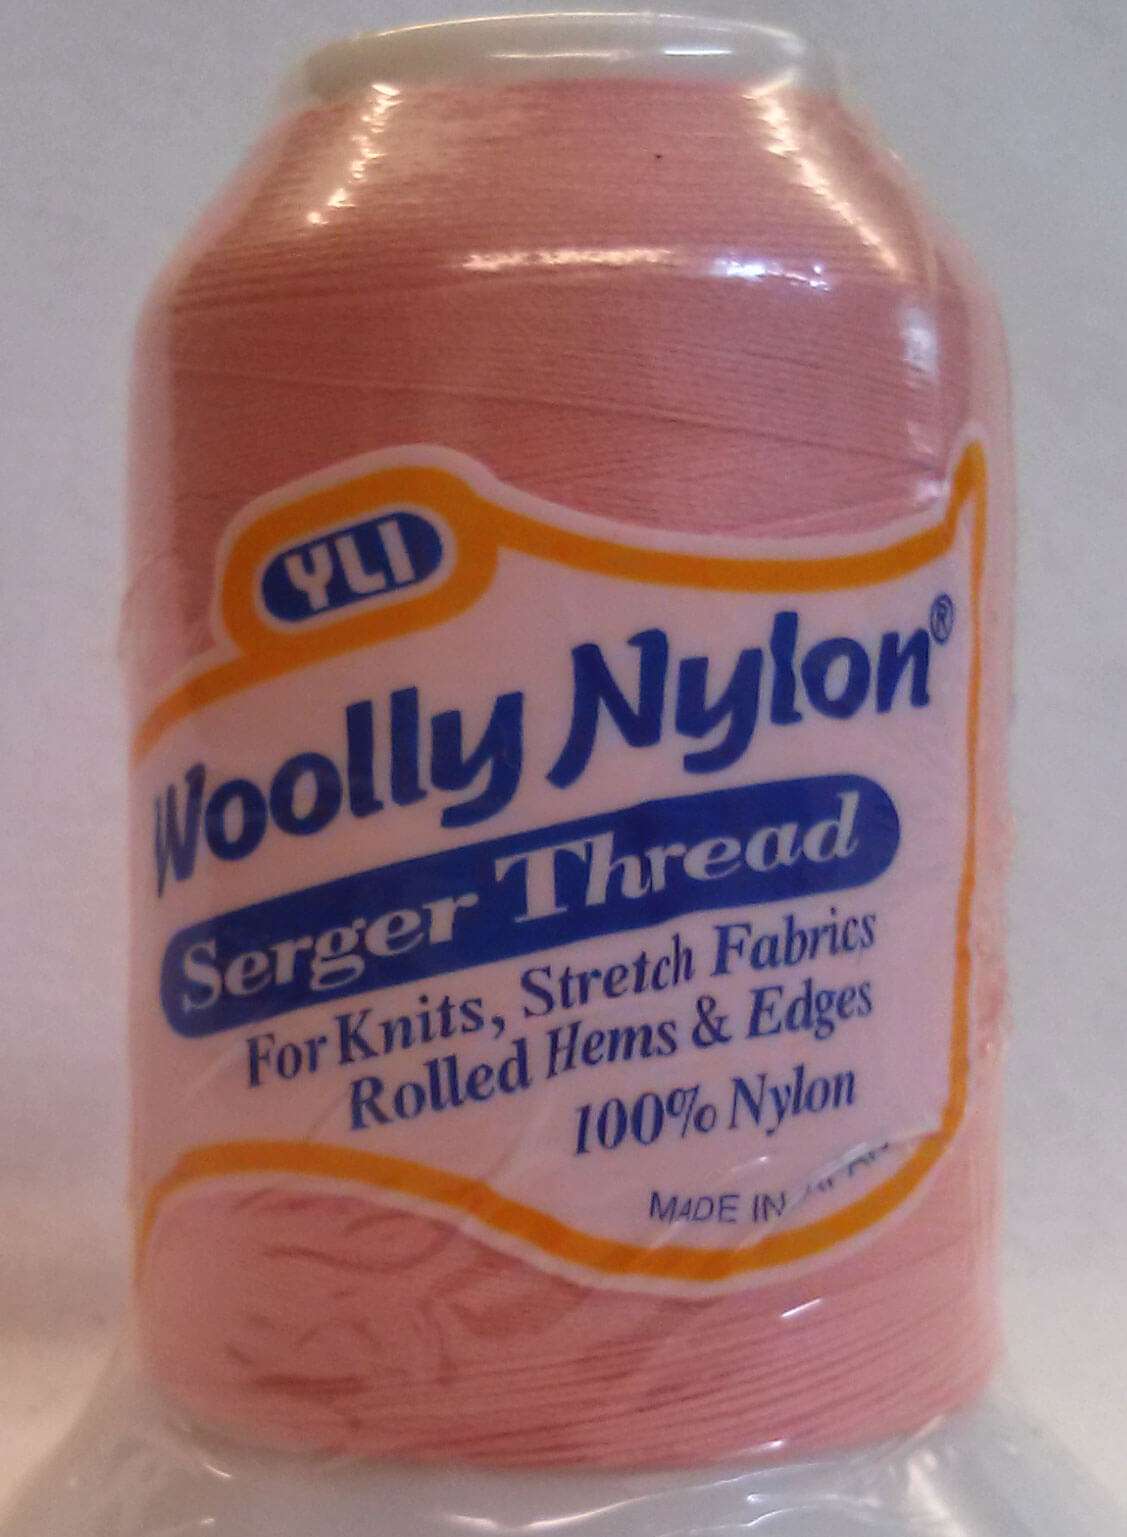 YLI
Woolly Nylon®
Serger Thread
For Knits, Stretch Fabrics
Rolled Hems & Edges
100% Nylon
MADE IN